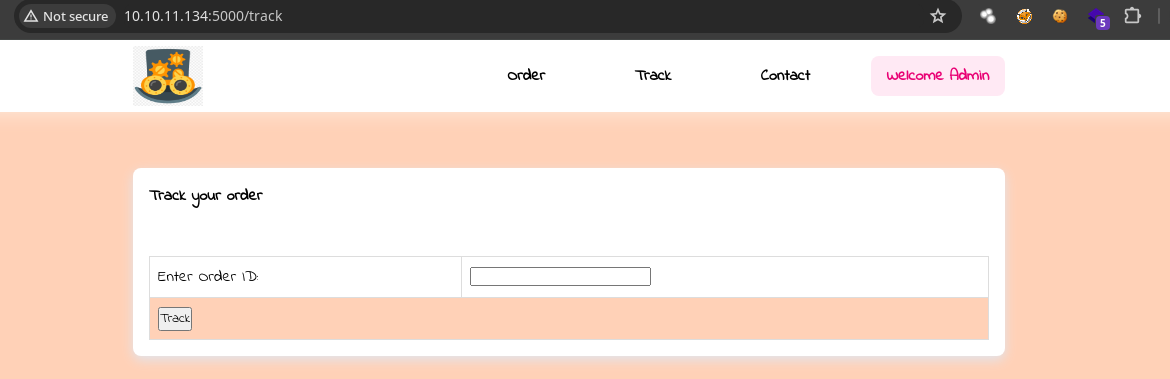 Not secure 10.10.11.134:5000/track 5
Order Track Contact Welcome Admin
Track your order
Enter Order ID:
Track